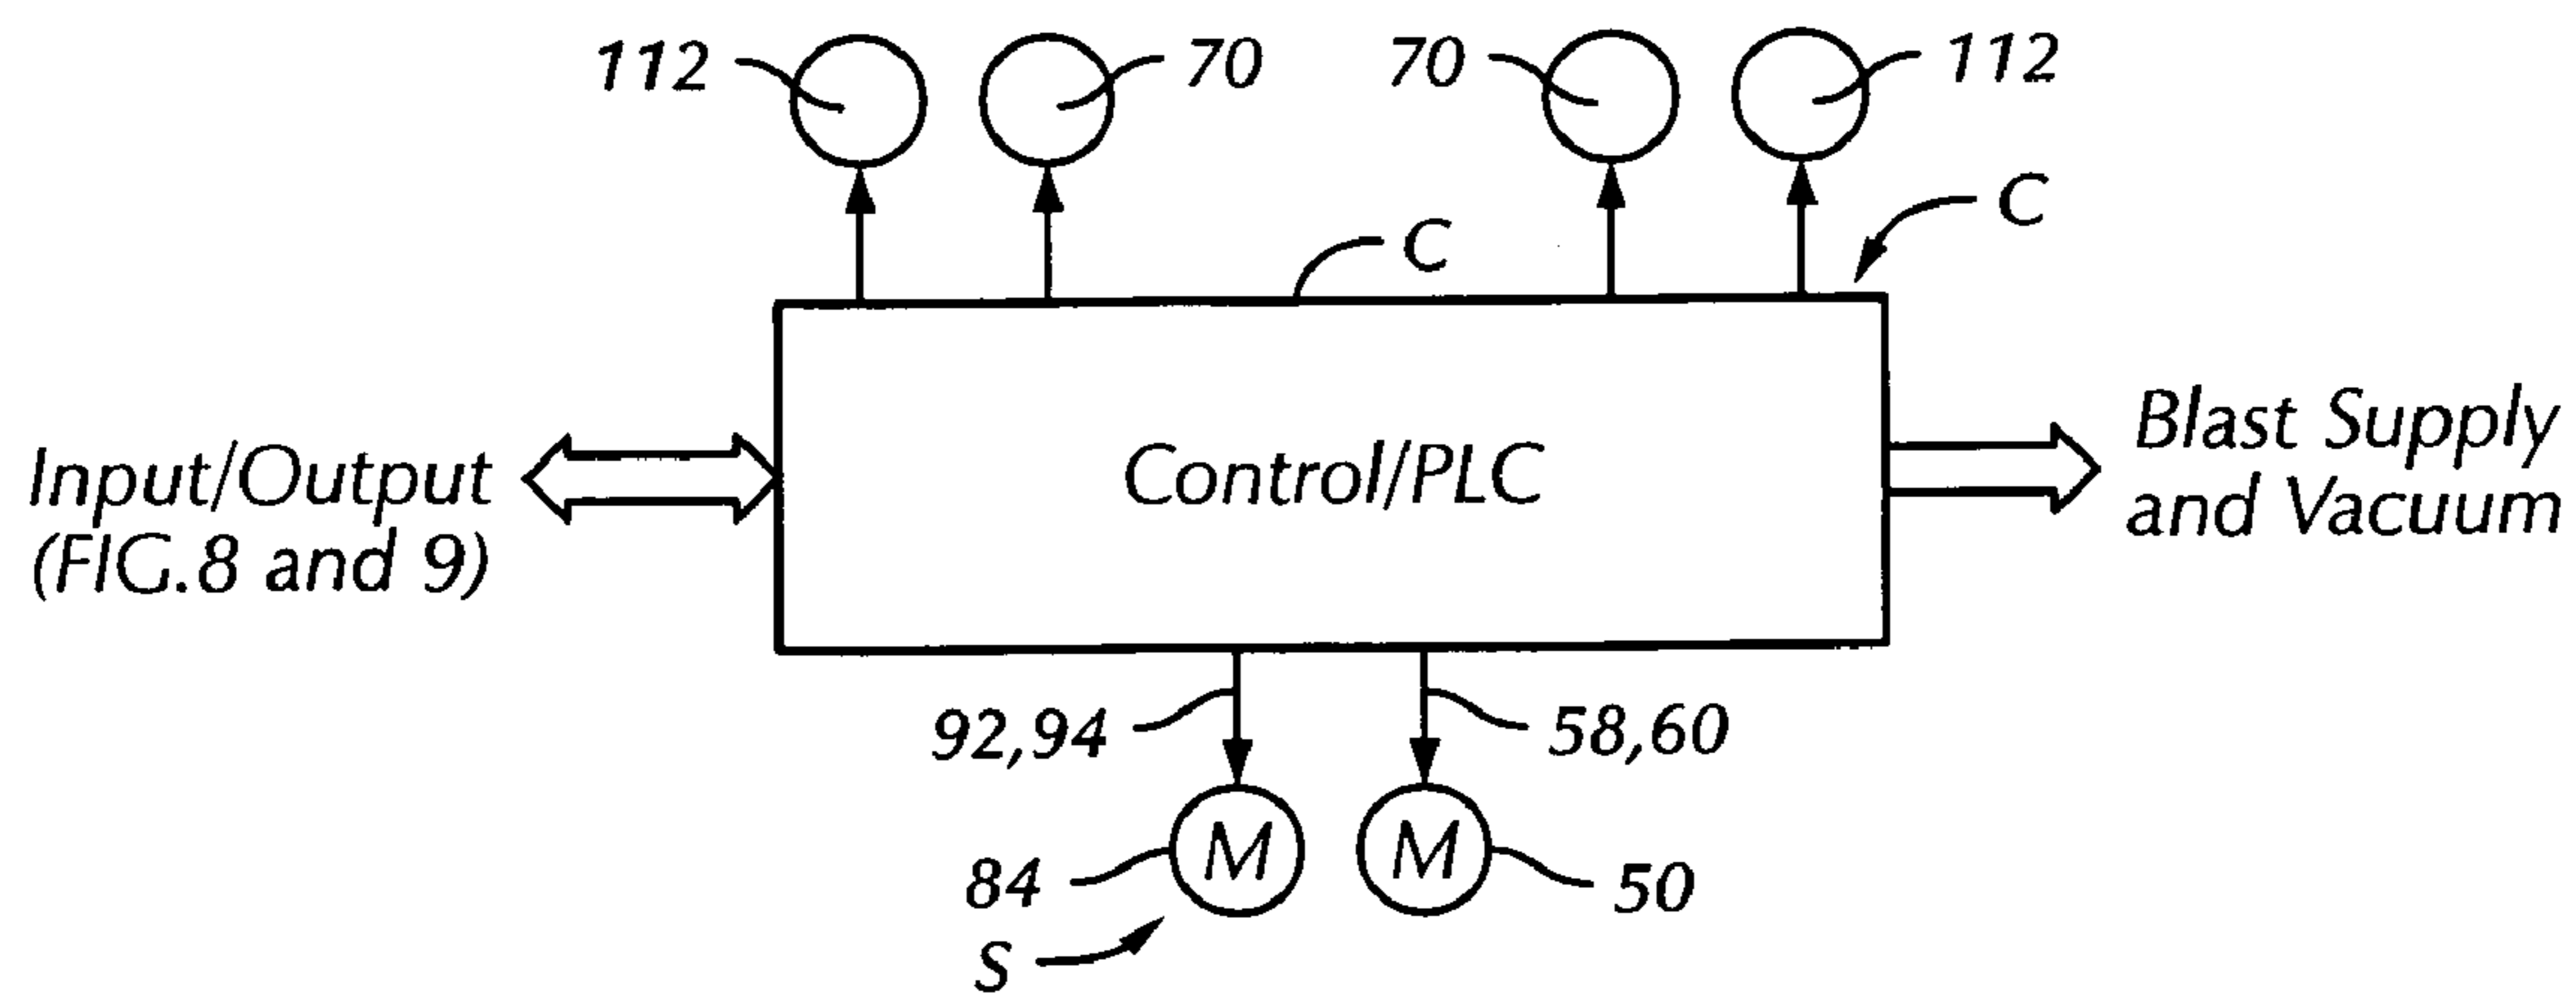 112
70
70
112
C
C
Input/Output
(FIG.8 and 9)
Control/PLC
Blast Supply
and Vacuum
92,94
58,60
M
M
84
50
S